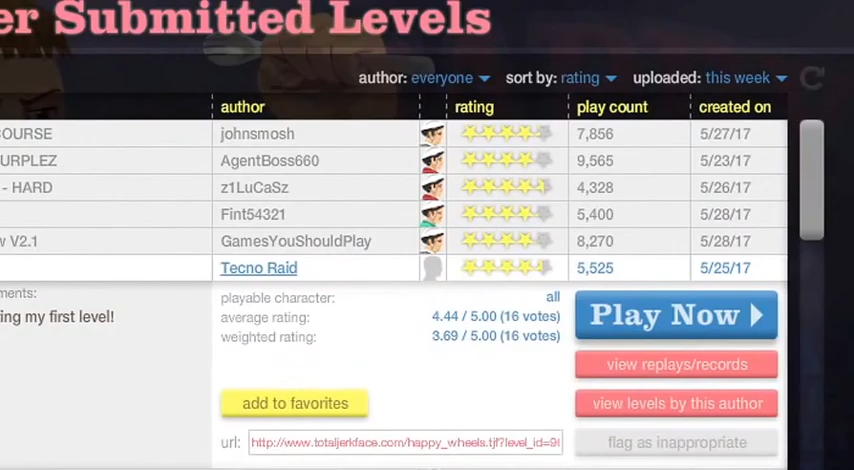 er Submitted Levels
author: everyone sort by: rating uploaded: this week
author rating play count created on
COURSE johnsmosh 7,856 5/27/17
URPLEZ AgentBoss660 9,565 5/23/17
- HARD z1LuCaSz 4,328 5/26/17
Fint54321 5,400 5/28/17
w V2.1 GamesYouShouldPlay 8,270 5/28/17
Tecno Raid 5,525 5/25/17
ments:
ring my first level!
playable character: all
average rating: 4.44 / 5.00 (16 votes)
weighted rating: 3.69 / 5.00 (16 votes)
Play Now
view replays/records
add to favorites
view levels by this author
url: http://www.totaljerkface.com/happy_wheels.tjf?level_id=9
flag as inappropriate